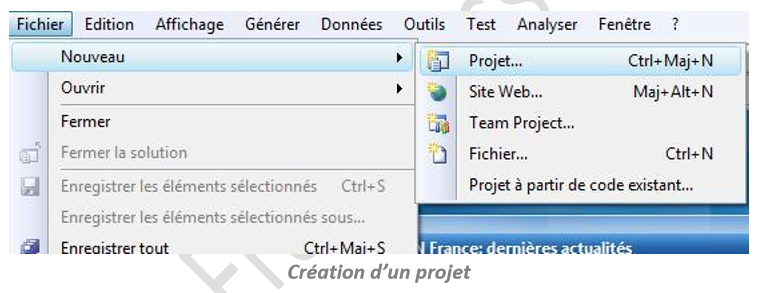 Fichier Edition Affichage Générer Données Outils Test Analyser Fenêtre ?
Nouveau
Ouvrir
Fermer
Fermer la solution
Enregistrer les éléments sélectionnés Ctrl+S
Enregistrer les éléments sélectionnés sous...
Enregistrer tout Ctrl+Maj+S
Projet... Ctrl+Maj+N
Site Web... Maj+Alt+N
Team Project...
Fichier... Ctrl+N
Projet à partir de code existant...
France: dernières actualités
Création d'un projet